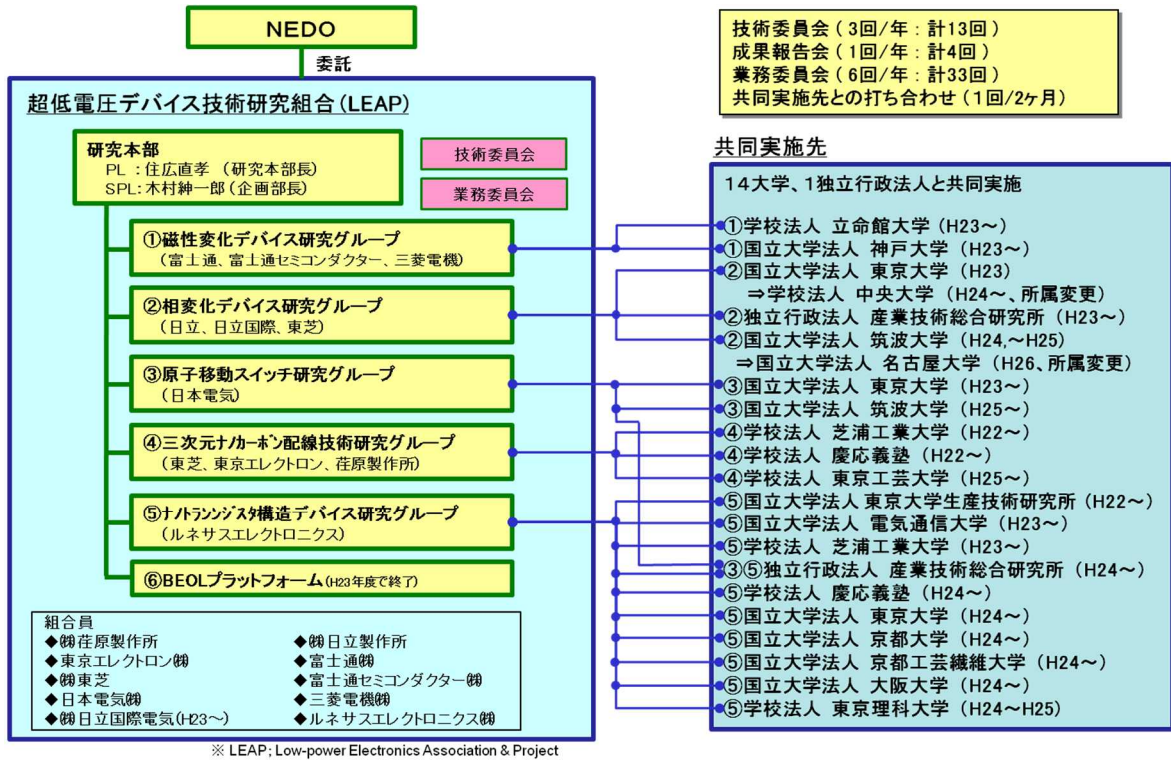 NEDO
委託
技術委員会 ( 3回/年 : 計13回 )
成果報告会 ( 1回/年 : 計4回 )
業務委員会 ( 6回/年 : 計33回 )
共同実施先との打ち合わせ ( 1回/2ヶ月 )
超低電圧デバイス技術研究組合(LEAP)
研究本部
PL : 住広直孝 (研究本部長)
SPL: 木村紳一郎(企画部長)
技術委員会
業務委員会
①磁性変化デバイス研究グループ
(富士通、富士通セミコンダクター、三菱電機)
②相変化デバイス研究グループ
(日立、日立国際、東芝)
③原子移動スイッチ研究グループ
(日本電気)
④三次元ナノカーボン配線技術研究グループ
(東芝、東京エレクトロン、荏原製作所)
⑤ナノトランンジスタ構造デバイス研究グループ
(ルネサスエレクトロニクス)
⑥BEOLプラットフォーム(H23年度で終了)
組合員
◆㈱荏原製作所
◆東京エレクトロン㈱
◆㈱東芝
◆日本電気㈱
◆㈱日立国際電気(H23~)
◆㈱日立製作所
◆富士通㈱
◆富士通セミコンダクター㈱
◆三菱電機㈱
◆ルネサスエレクトロニクス㈱
共同実施先
14大学、1独立行政法人と共同実施
①学校法人 立命館大学 (H23~)
①国立大学法人 神戸大学 (H23~)
②国立大学法人 東京大学 (H23)
⇒学校法人 中央大学 (H24~、所属変更)
②独立行政法人 産業技術総合研究所 (H23~)
②国立大学法人 筑波大学 (H24,~H25)
⇒国立大学法人 名古屋大学 (H26、所属変更)
③国立大学法人 東京大学 (H23~)
③国立大学法人 筑波大学 (H25~)
④学校法人 芝浦工業大学 (H22~)
④学校法人 慶応義塾 (H22~)
④学校法人 東京工芸大学 (H25~)
⑤国立大学法人東京大学生産技術研究所 (H22~)
⑤国立大学法人 電気通信大学 (H23~)
⑤学校法人 芝浦工業大学 (H23~)
③⑤独立行政法人 産業技術総合研究所 (H24~)
⑤学校法人 慶応義塾 (H24~)
⑤国立大学法人 東京大学 (H24~)
⑤国立大学法人 京都大学 (H24~)
⑤国立大学法人 京都工芸繊維大学 (H24~)
⑤国立大学法人 大阪大学 (H24~)
⑤学校法人 東京理科大学 (H24~H25)
※ LEAP; Low-power Electronics Association & Project